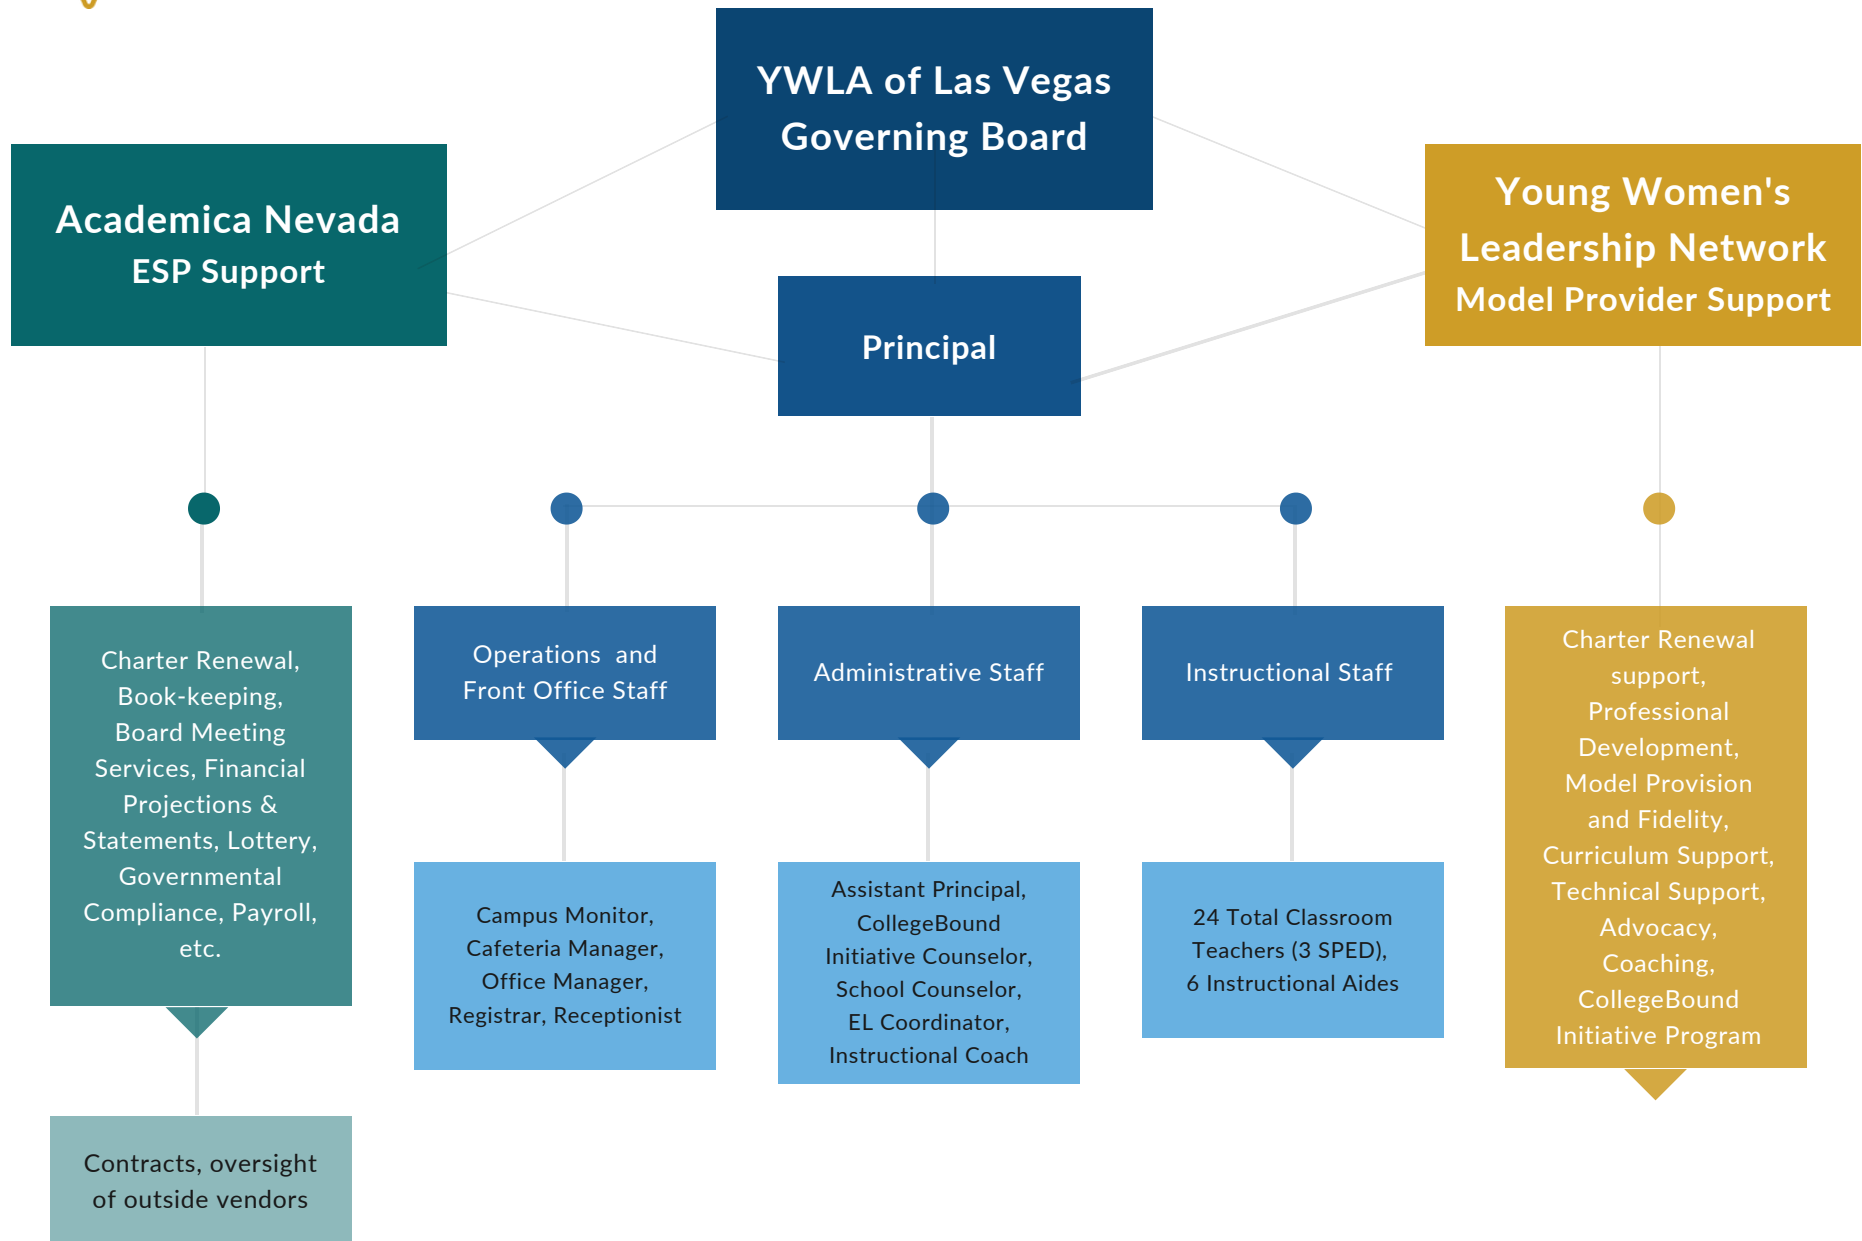 YWLA of Las Vegas
Governing Board
Academica Nevada
ESP Support
Young Women's
Leadership Network
Model Provider Support
Principal
Charter Renewal,
Book-keeping,
Board Meeting
Services, Financial
Projections &
Statements, Lottery,
Governmental
Compliance, Payroll,
etc.
Operations  and
Front Office Staff
Administrative Staff
Instructional Staff
Charter Renewal
support,
Professional
Development,
Model Provision
and Fidelity,
Curriculum Support,
Technical Support,
Advocacy,
Coaching,
CollegeBound
Initiative Program
Campus Monitor,
Cafeteria Manager,
Office Manager,
Registrar, Receptionist
Assistant Principal,
CollegeBound
Initiative Counselor,
School Counselor,
EL Coordinator,
Instructional Coach
24 Total Classroom
Teachers (3 SPED),
6 Instructional Aides
Contracts, oversight
of outside vendors